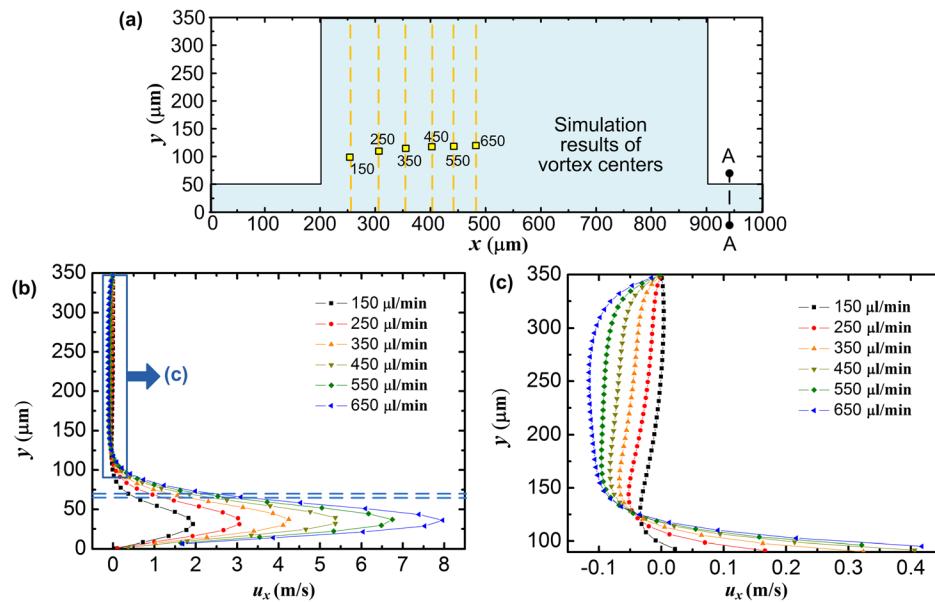 (a)
350
300
250
200
150
100
50
0
y (μm)
150
250
350
450
550
650
Simulation
results of
vortex centers
A
A
0 100 200 300 400 500 600 700 800 900 1000
x (μm)
(b)
350
300
250
200
150
100
50
0
y (μm)
150 μl/min
250 μl/min
350 μl/min
450 μl/min
550 μl/min
650 μl/min
(c)
0 1 2 3 4 5 6 7 8
uₓ (m/s)
(c)
350
300
250
200
150
100
y (μm)
150 μl/min
250 μl/min
350 μl/min
450 μl/min
550 μl/min
650 μl/min
-0.1 0.0 0.1 0.2 0.3 0.4
uₓ (m/s)